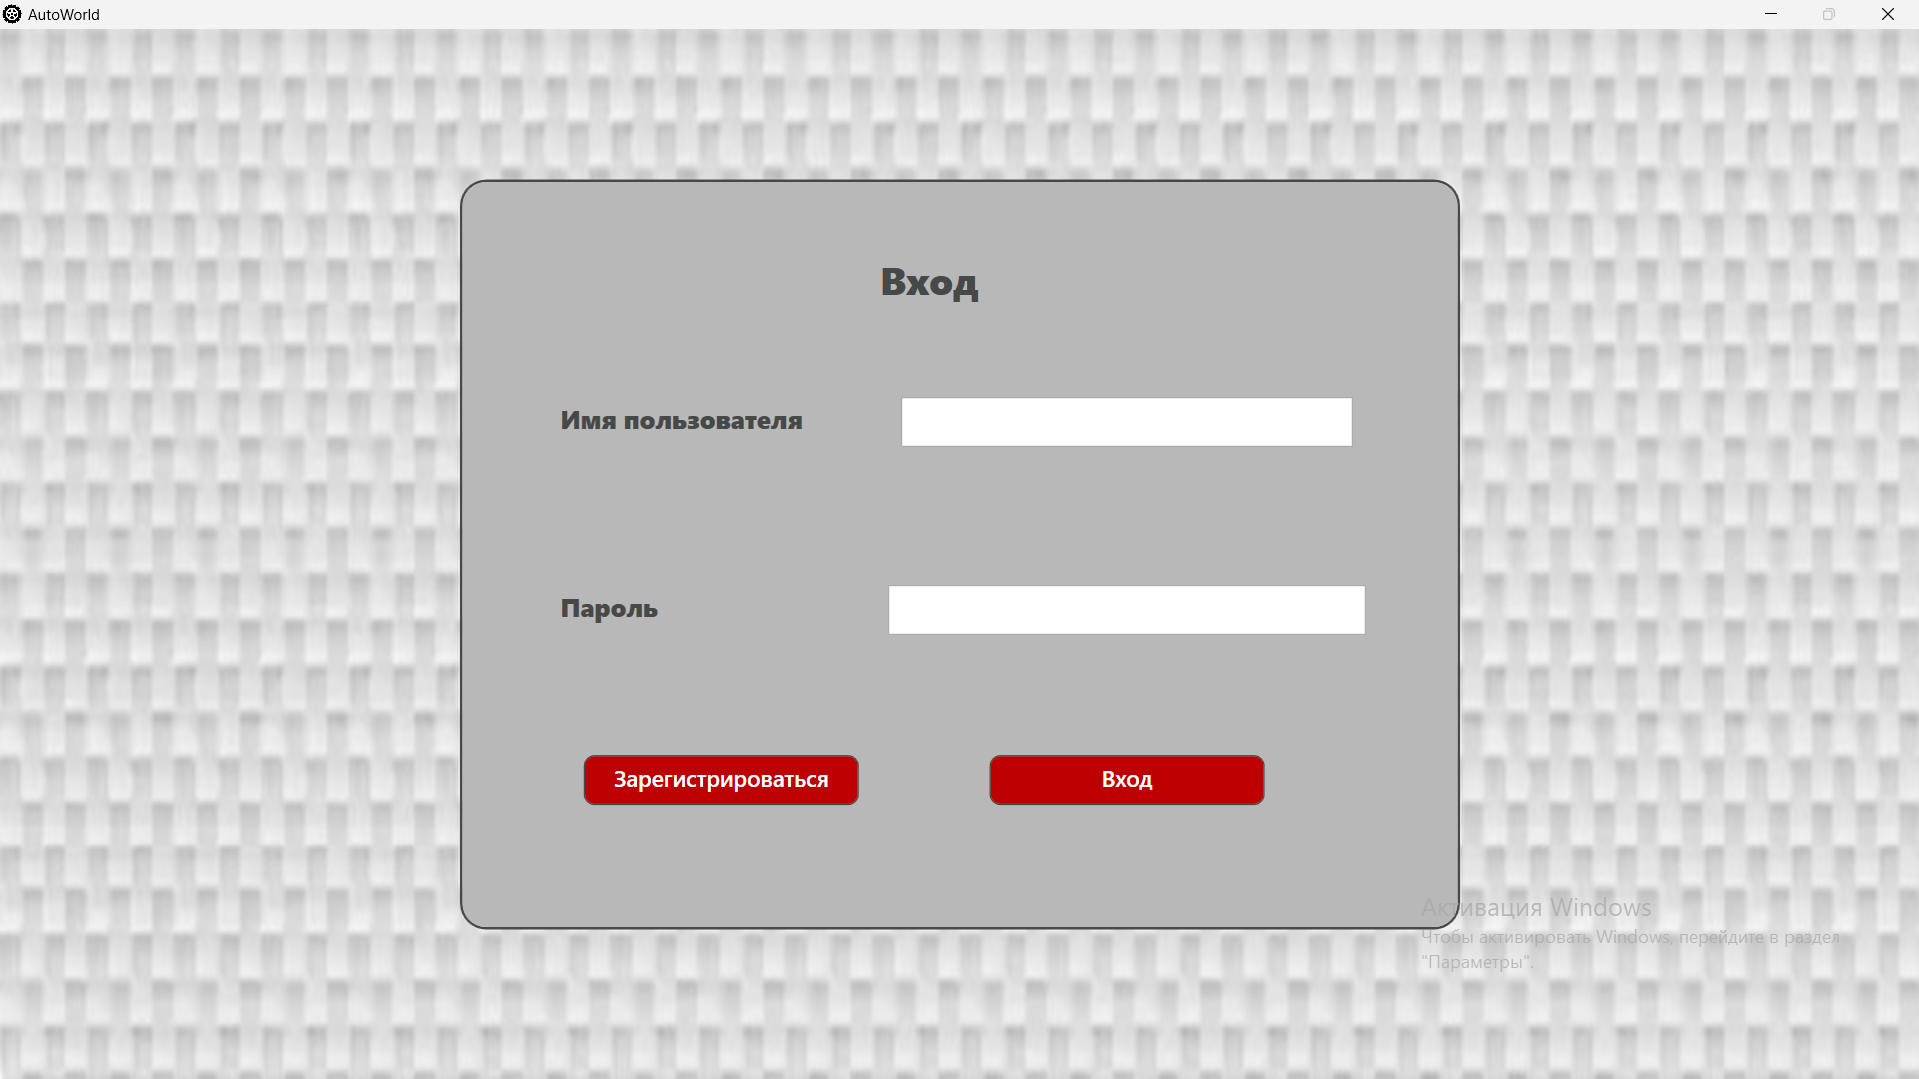 AutoWorld
Вход
Имя пользователя
Пароль
Зарегистрироваться
Вход
Активация Windows
Чтобы активировать Windows, перейдите в раздел
"Параметры".